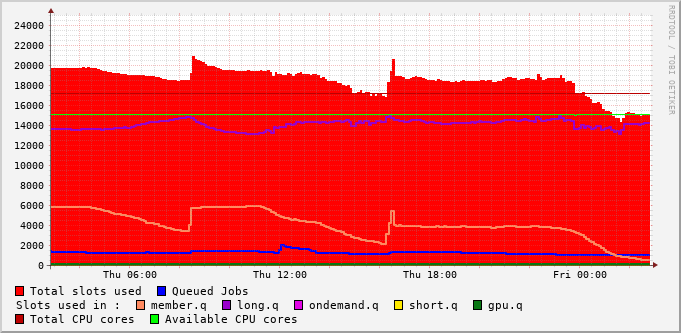 24000
22000
20000
18000
16000
14000
12000
10000
8000
6000
4000
2000
0
Thu 06:00 Thu 12:00 Thu 18:00 Fri 00:00
Total slots used Queued Jobs
Slots used in : member.q long.q ondemand.q short.q gpu.q
Total CPU cores Available CPU cores
RRDTOOL / TOBI OETIKER